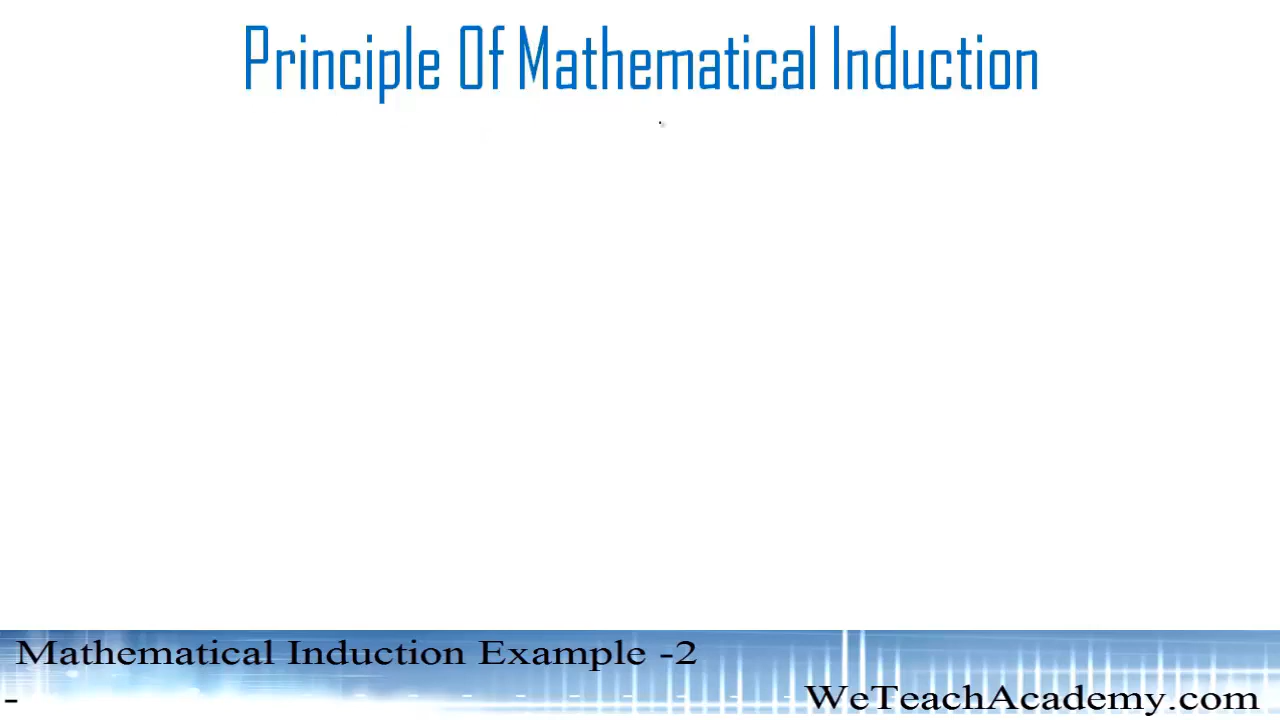 Principle Of Mathematical Induction
Mathematical Induction Example -2
-
WeTeachAcademy.com